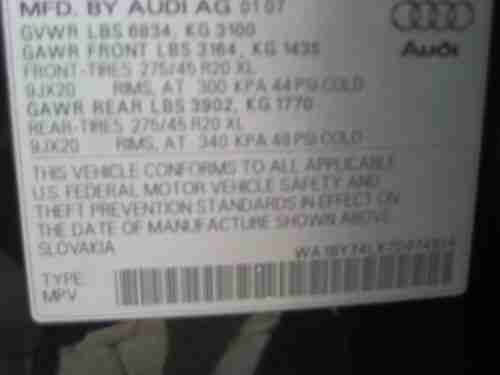 MFD. BY AUDI AG 01 07
GVWR LBS 6834, KG 3100
GAWR FRONT LBS 3164, KG 1435
FRONT-TIRES 275/45 R20 XL
9JX20 RIMS, AT 300 KPA 44 PSI COLD
GAWR REAR LBS 3902, KG 1770
REAR-TIRES 275/45 R20 XL
9JX20 RIMS, AT 340 KPA 48 PSI COLD
Audi
THIS VEHICLE CONFORMS TO ALL APPLICABLE
U.S. FEDERAL MOTOR VEHICLE SAFETY AND
THEFT PREVENTION STANDARDS IN EFFECT ON
THE DATE OF MANUFACTURE SHOWN ABOVE
SLOVAKIA
TYPE:
MPV